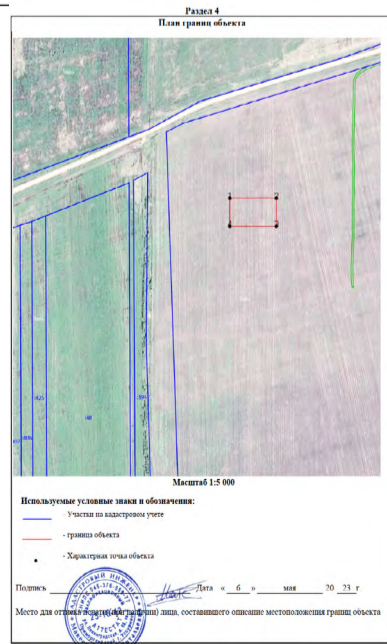 Раздел 4
План границ объекта
1
2
4
3
Масштаб 1:5 000
Используемые условные знаки и обозначения:
- Участки на кадастровом учете
- граница объекта
- Характерная точка объекта
Подпись Дата « 6 » мая 20 23 г
Место для оттиска печати (при наличии) лица, составившего описание местоположения границ объекта